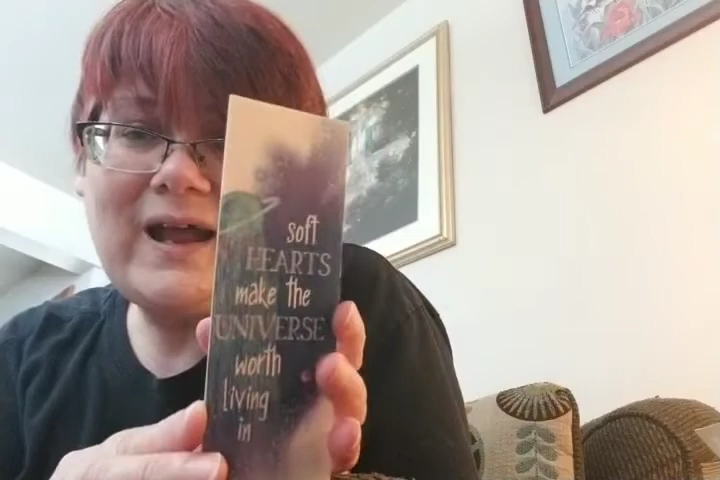 soft
HEARTS
make the
UNIVERSE
worth
living
in